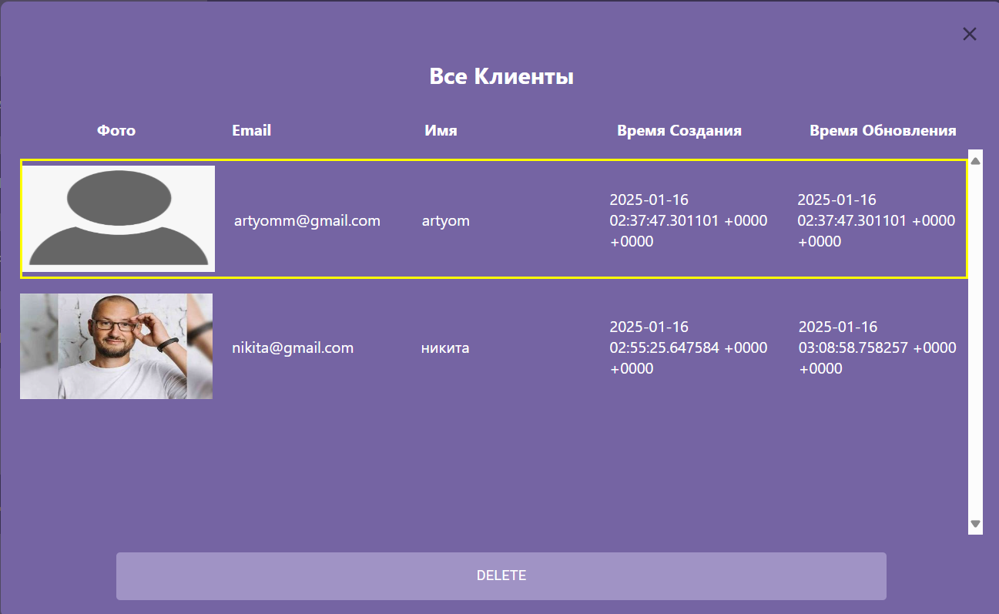 Все Клиенты
Фото Email Имя Время Создания Время Обновления
artyomm@gmail.com artyom 2025-01-16 02:37:47.301101 +0000 +0000 2025-01-16 02:37:47.301101 +0000 +0000
nikita@gmail.com никита 2025-01-16 02:55:25.647584 +0000 +0000 2025-01-16 03:08:58.758257 +0000 +0000
DELETE